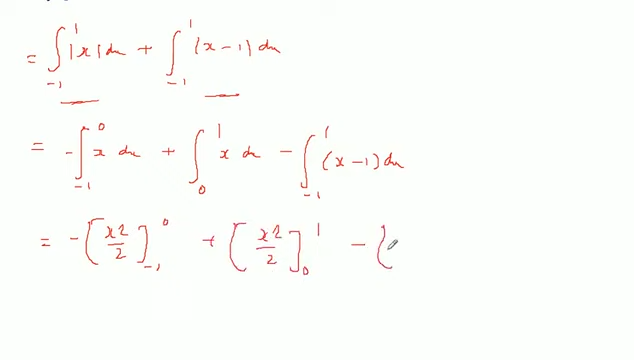 = ∫_{-1}^{1} |x| dx + ∫_{-1}^{1} |x - 1| dx
= - ∫_{-1}^{0} x dx + ∫_{0}^{1} x dx - ∫_{-1}^{1} (x - 1) dx
= - [x2/2]_{-1}^{0} + [x2/2]_{0}^{1} - (